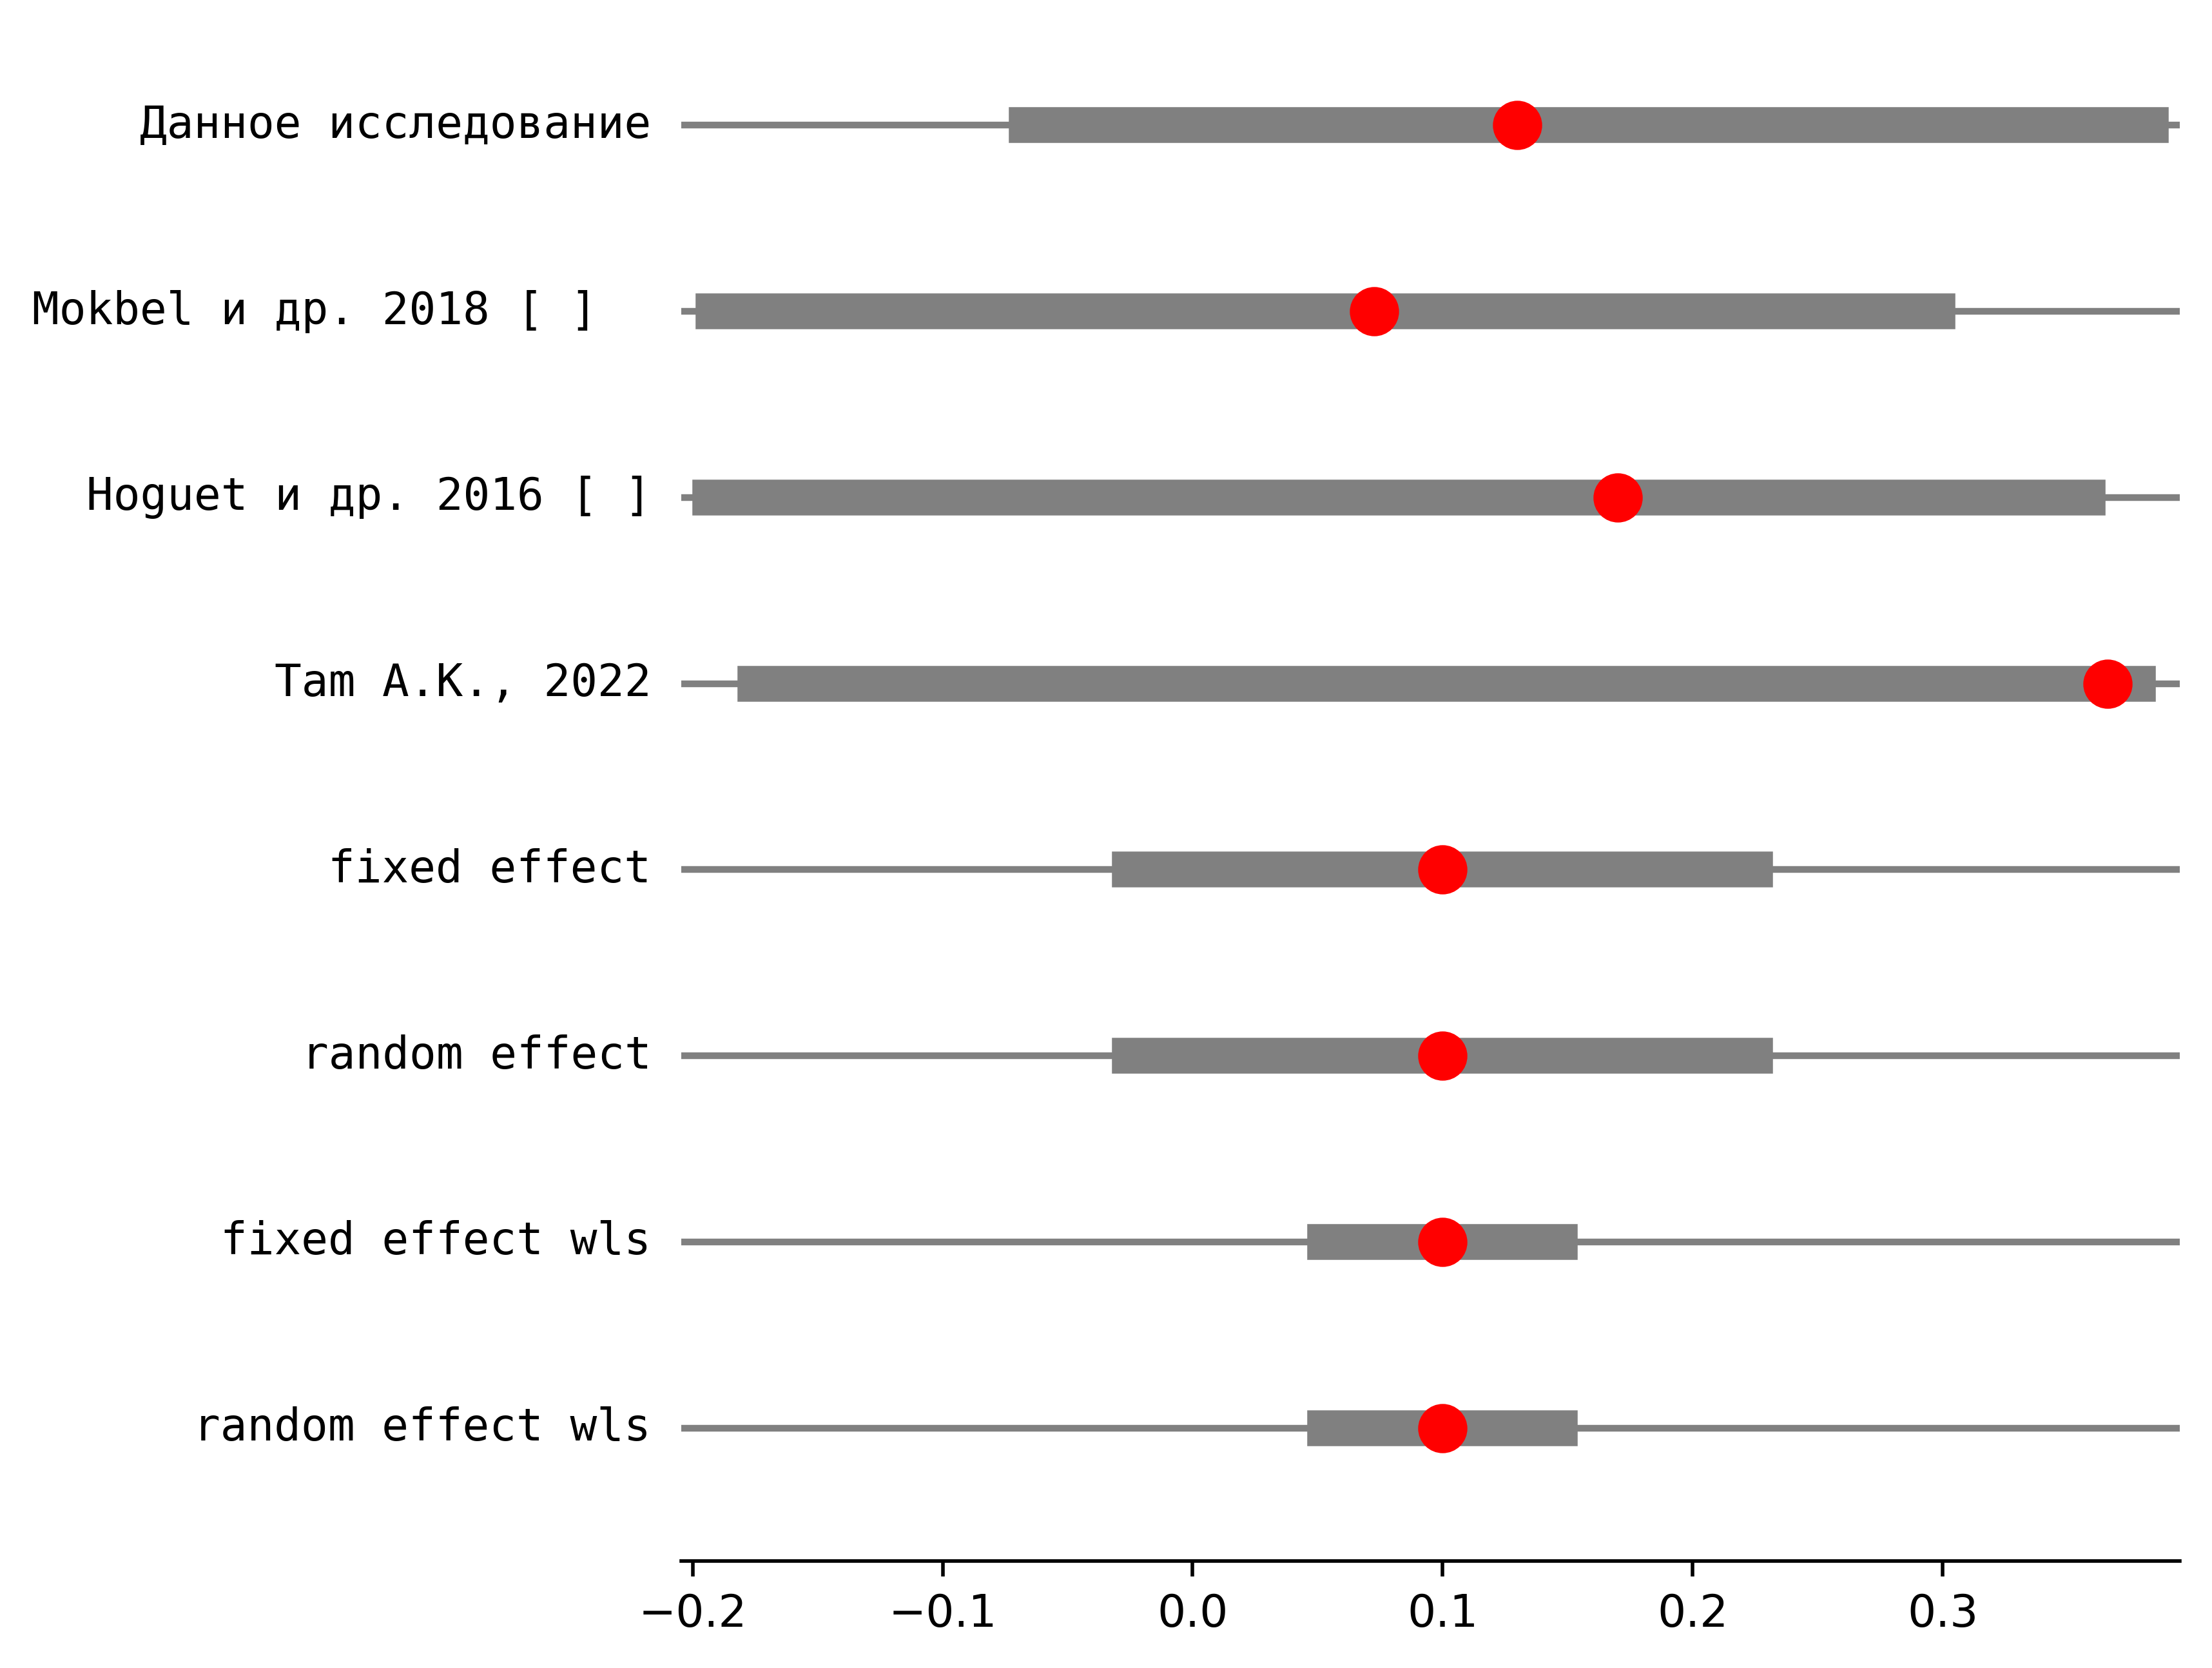 Данное исследование
Mokbel и др. 2018 [ ]
Hoguet и др. 2016 [ ]
Tam A.K., 2022
fixed effect
random effect
fixed effect wls
random effect wls
−0.2 −0.1 0.0 0.1 0.2 0.3